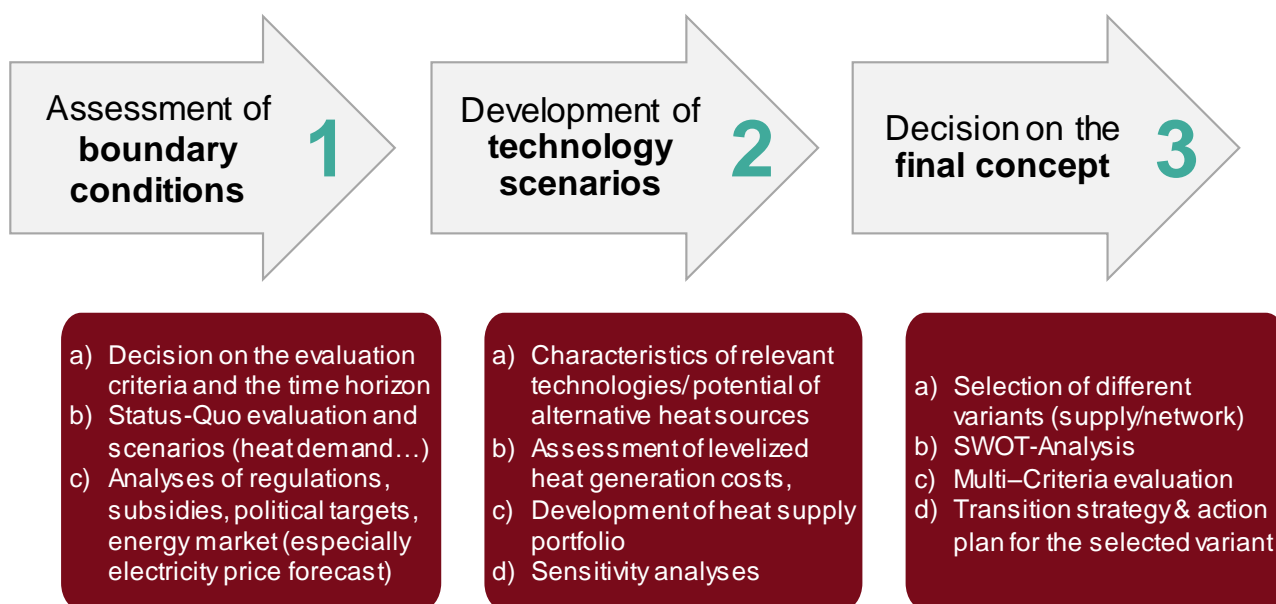 Assessment of
boundary
conditions
1
Development of
technology
scenarios
2
Decision on the
final concept
3
a) Decision on the evaluation
criteria and the time horizon
b) Status-Quo evaluation and
scenarios (heat demand…)
c) Analyses of regulations,
subsidies, political targets,
energy market (especially
electricity price forecast)
a) Characteristics of relevant
technologies/ potential of
alternative heat sources
b) Assessment of levelized
heat generation costs,
c) Development of heat supply
portfolio
d) Sensitivity analyses
a) Selection of different
variants (supply/network)
b) SWOT-Analysis
c) Multi–Criteria evaluation
d) Transition strategy & action
plan for the selected variant